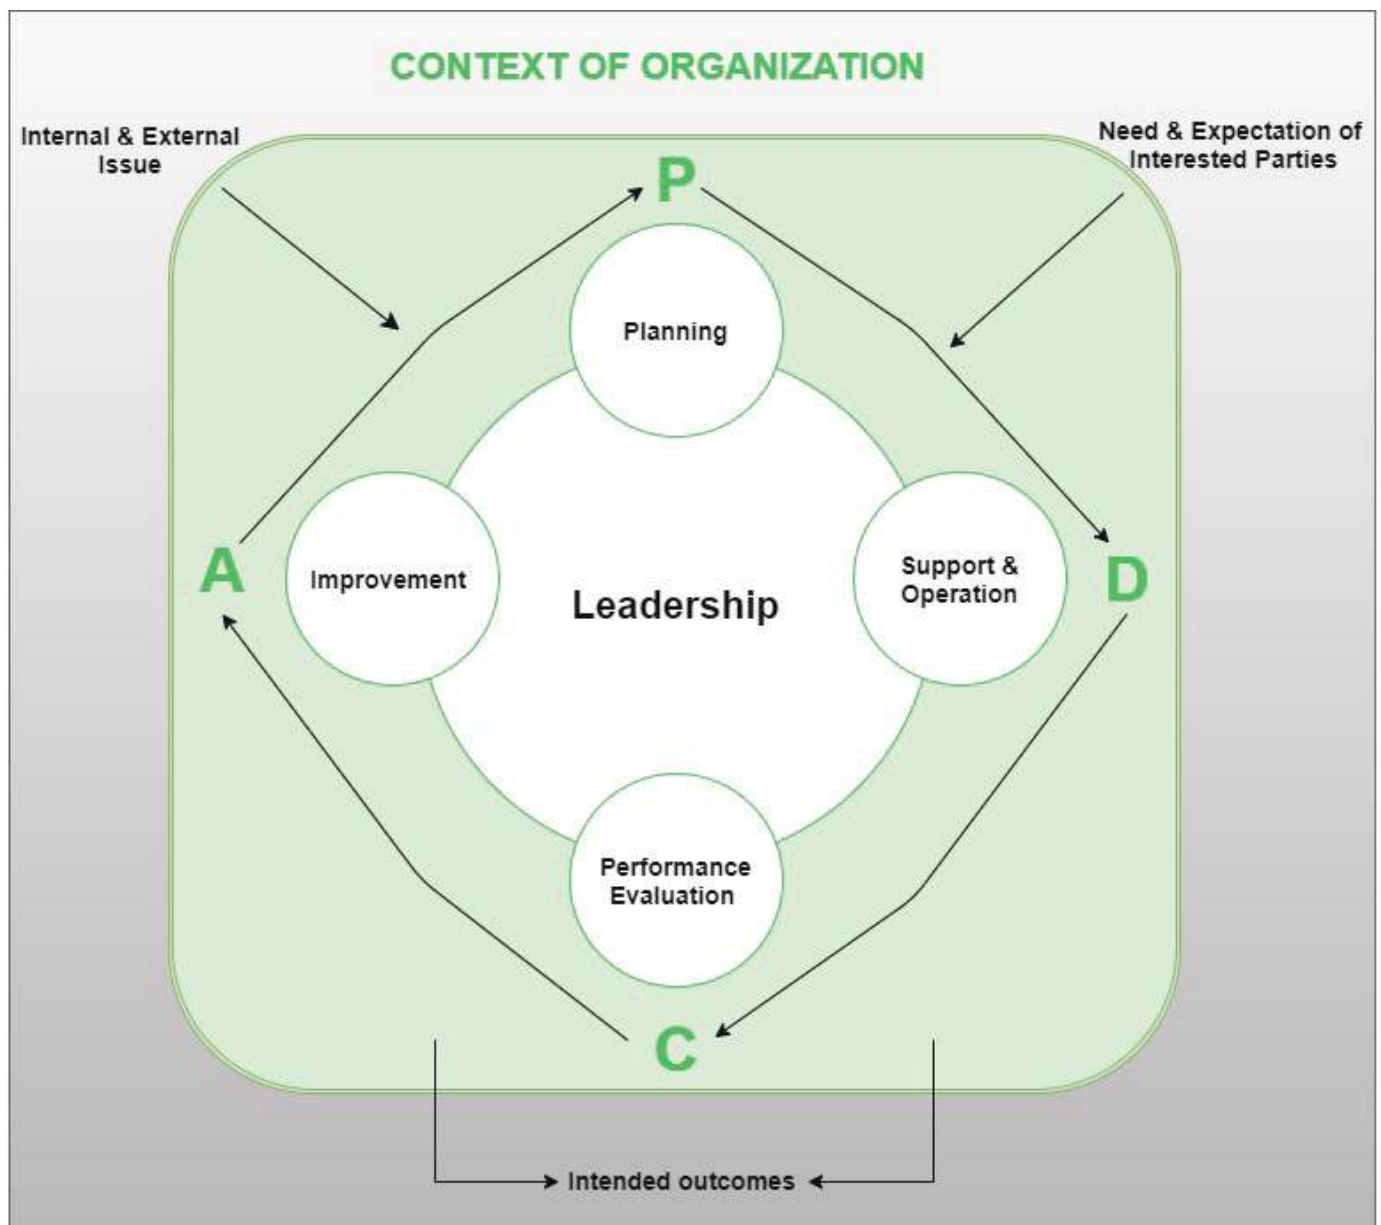 CONTEXT OF ORGANIZATION
Internal & External
Issue
Need & Expectation of
Interested Parties
P
Planning
A
Improvement
Leadership
Support &
Operation
D
Performance
Evaluation
C
Intended outcomes